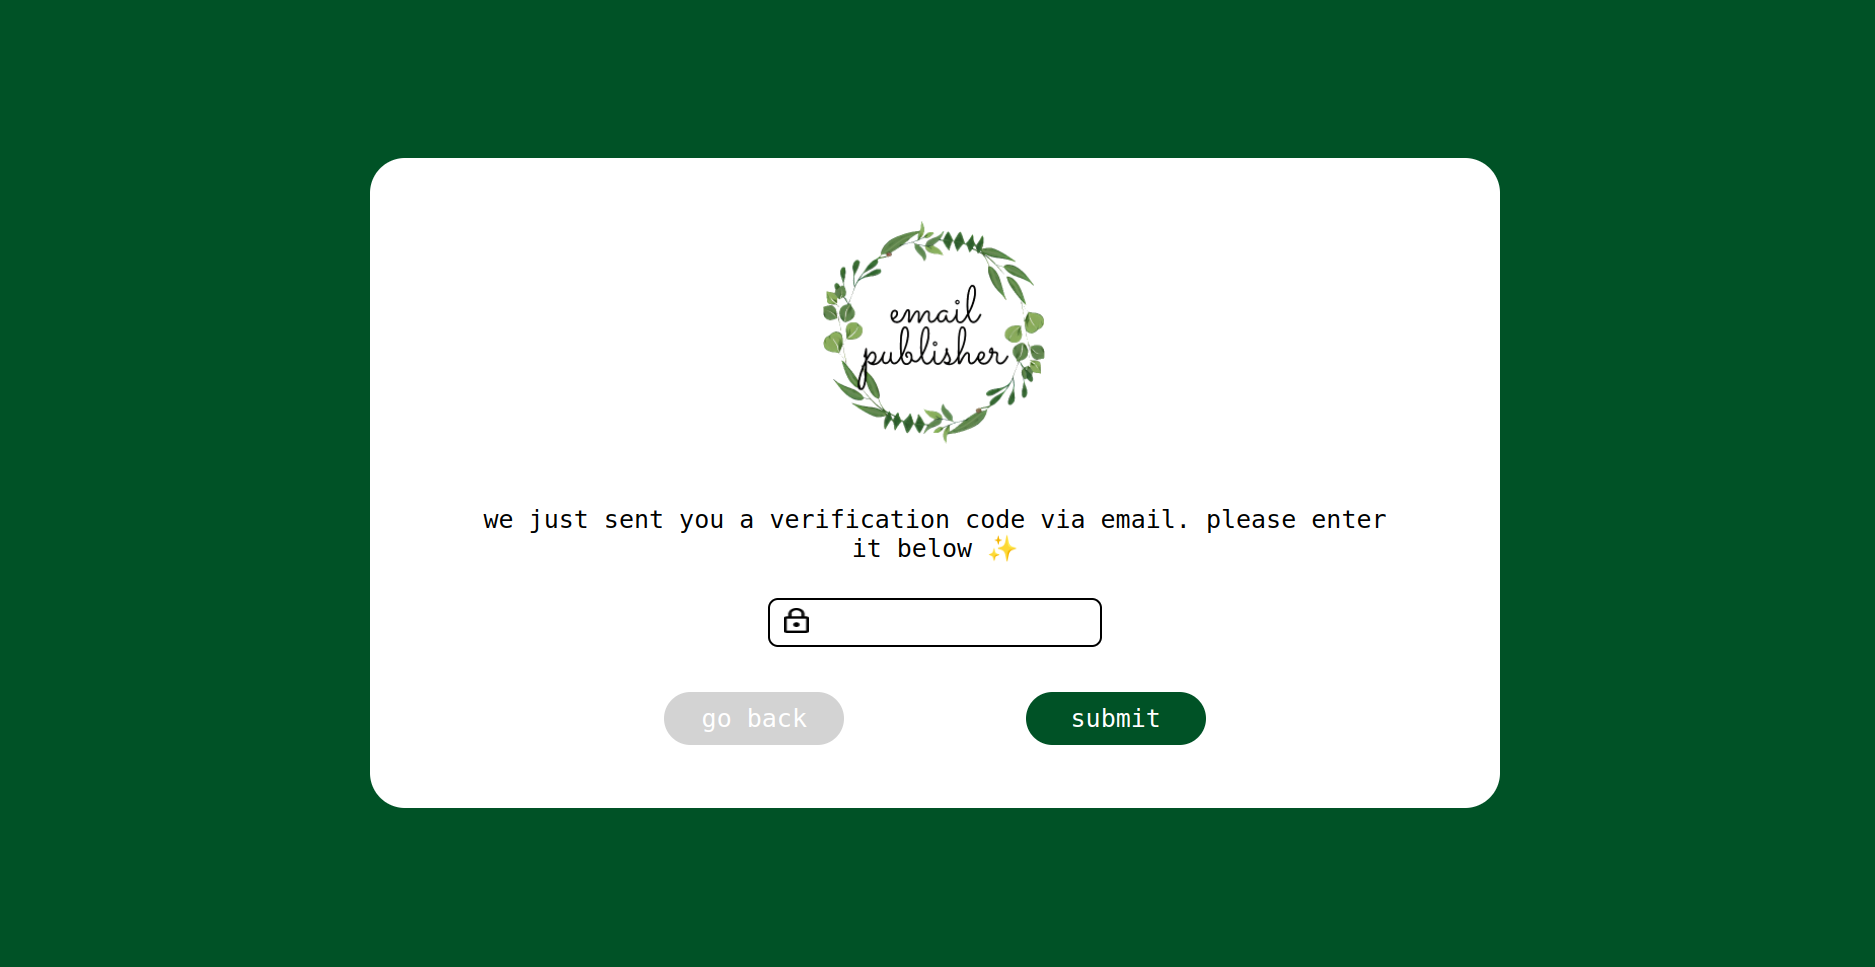 email
publisher
we just sent you a verification code via email. please enter
it below ✨
go back
submit